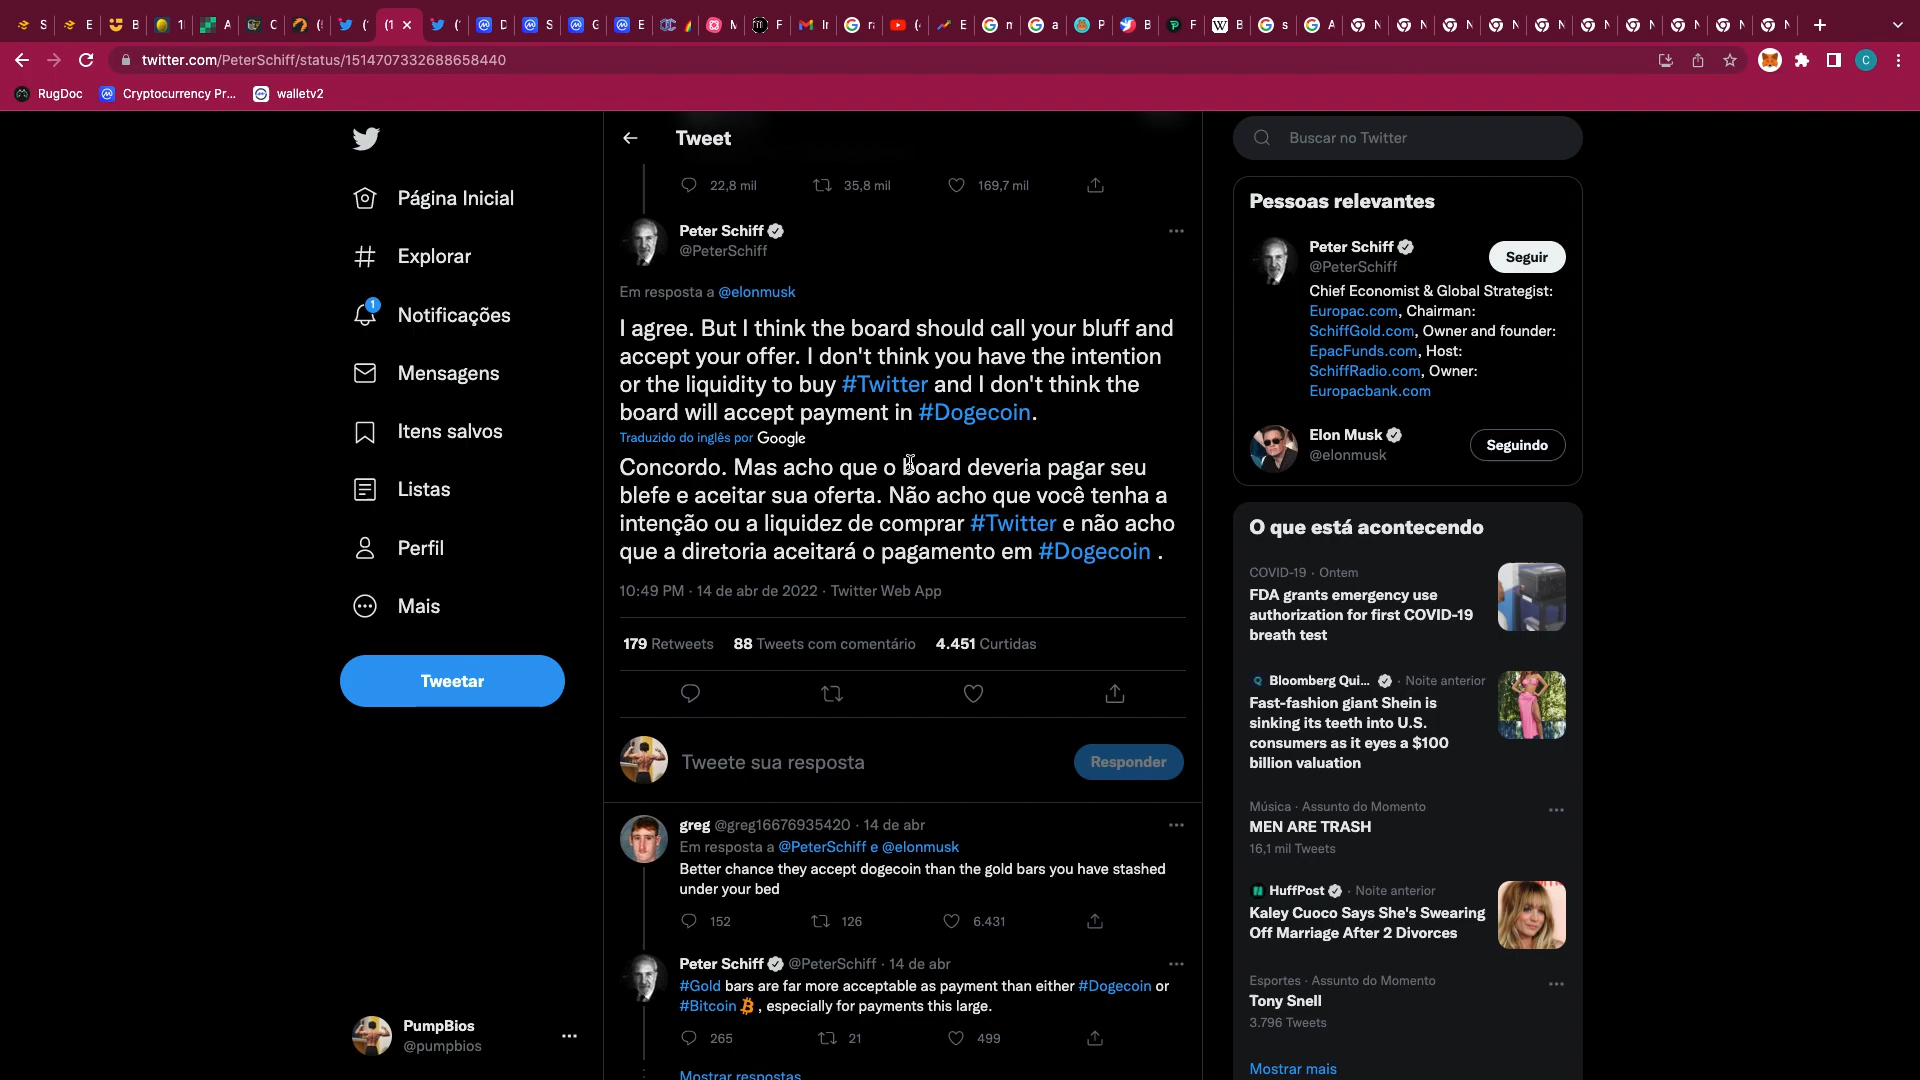 twitter.com/PeterSchiff/status/1514707332688658440
RugDoc
Cryptocurrency Pr...
walletv2
Página Inicial
Explorar
1
Notificações
Mensagens
Itens salvos
Listas
Perfil
Mais
Tweetar
PumpBios
@pumpbios
Tweet
22,8 mil
35,8 mil
169,7 mil
Peter Schiff
@PeterSchiff
Em resposta a @elonmusk
I agree. But I think the board should call your bluff and
accept your offer. I don't think you have the intention
or the liquidity to buy #Twitter and I don't think the
board will accept payment in #Dogecoin.
Traduzido do inglês por Google
Concordo. Mas acho que o board deveria pagar seu
blefe e aceitar sua oferta. Não acho que você tenha a
intenção ou a liquidez de comprar #Twitter e não acho
que a diretoria aceitará o pagamento em #Dogecoin .
10:49 PM · 14 de abr de 2022 · Twitter Web App
179 Retweets 88 Tweets com comentário 4.451 Curtidas
Tweete sua resposta
Responder
greg @greg16676935420 · 14 de abr
Em resposta a @PeterSchiff e @elonmusk
Better chance they accept dogecoin than the gold bars you have stashed
under your bed
152
126
6.431
Peter Schiff @PeterSchiff · 14 de abr
#Gold bars are far more acceptable as payment than either #Dogecoin or
#Bitcoin , especially for payments this large.
265
21
499
Mostrar respostas
Buscar no Twitter
Pessoas relevantes
Peter Schiff
@PeterSchiff
Seguir
Chief Economist & Global Strategist:
Europac.com, Chairman:
SchiffGold.com, Owner and founder:
EpacFunds.com, Host:
SchiffRadio.com, Owner:
Europacbank.com
Elon Musk
@elonmusk
Seguindo
O que está acontecendo
COVID-19 · Ontem
FDA grants emergency use
authorization for first COVID-19
breath test
Bloomberg Qui... · Noite anterior
Fast-fashion giant Shein is
sinking its teeth into U.S.
consumers as it eyes a $100
billion valuation
Música · Assunto do Momento
MEN ARE TRASH
16,1 mil Tweets
HuffPost · Noite anterior
Kaley Cuoco Says She's Swearing
Off Marriage After 2 Divorces
Esportes · Assunto do Momento
Tony Snell
3.796 Tweets
Mostrar mais